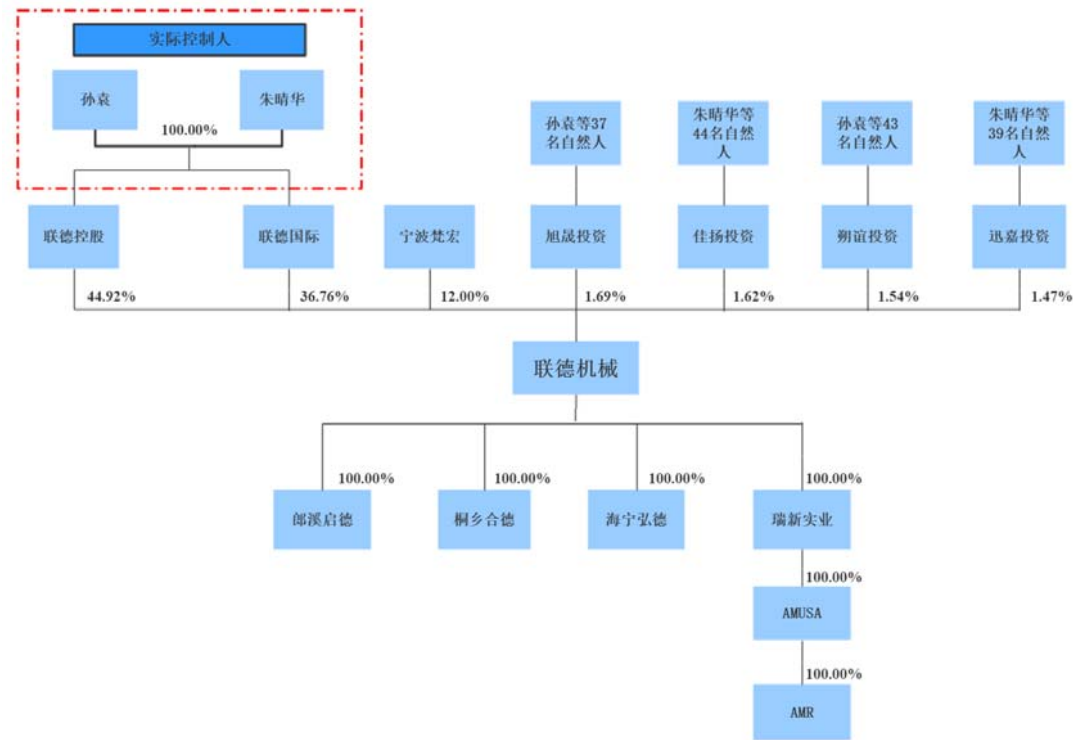 实际控制人
孙袁
朱晴华
100.00%
孙袁等37
名自然人
朱晴华等
44名自然
人
孙袁等43
名自然人
朱晴华等
39名自然
人
联德控股
联德国际
宁波梵宏
旭晟投资
佳扬投资
朔谊投资
迅嘉投资
44.92%
36.76%
12.00%
1.69%
1.62%
1.54%
1.47%
联德机械
100.00%
100.00%
100.00%
100.00%
郎溪启德
桐乡合德
海宁弘德
瑞新实业
100.00%
AMUSA
100.00%
AMR